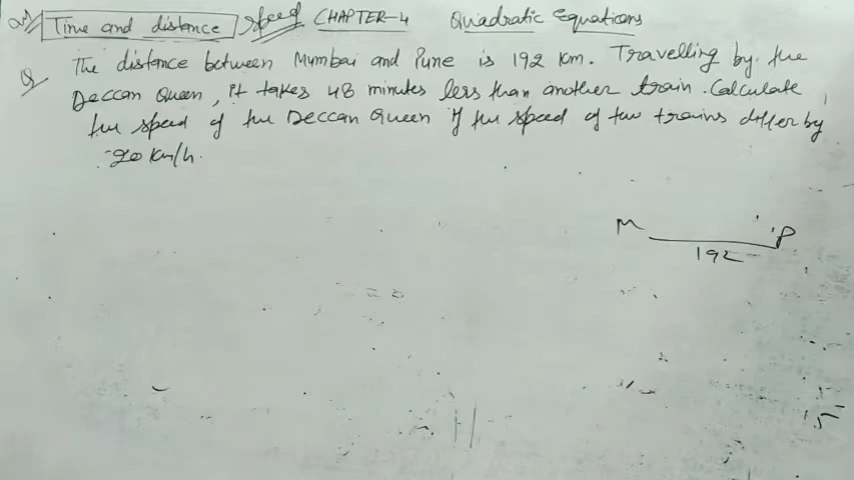 Time and distance speed CHAPTER-4 Quadratic Equations
Q The distance between Mumbai and Pune is 192 Km. Travelling by the
Deccan Queen, it takes 48 minutes less than another train. Calculate
the speed of the Deccan Queen if the speed of two trains differ by
20 Km/h.
M P
192